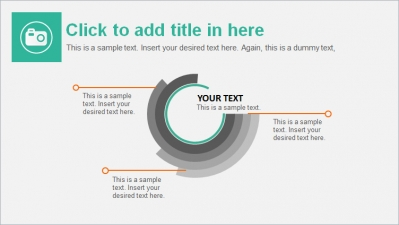 Click to add title in here
This is a sample text. Insert your desired text here. Again, this is a dummy text,
YOUR TEXT
This is a sample text.
This is a sample
text. Insert your
desired text here.
This is a sample
text. Insert your
desired text here.
This is a sample
text. Insert your
desired text here.